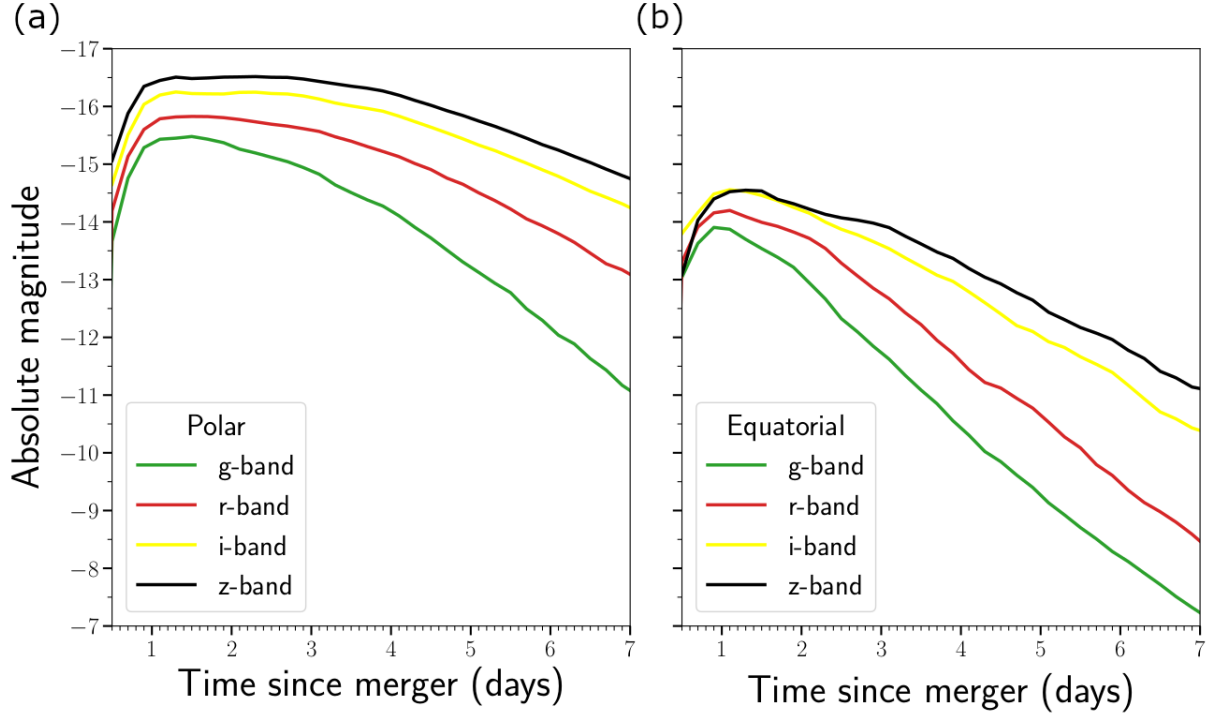 (a)
(b)
Absolute magnitude
−17
−16
−15
−14
−13
−12
−11
−10
−9
−8
−7
Polar
g-band
r-band
i-band
z-band
1 2 3 4 5 6 7
Time since merger (days)
Equatorial
g-band
r-band
i-band
z-band
1 2 3 4 5 6 7
Time since merger (days)